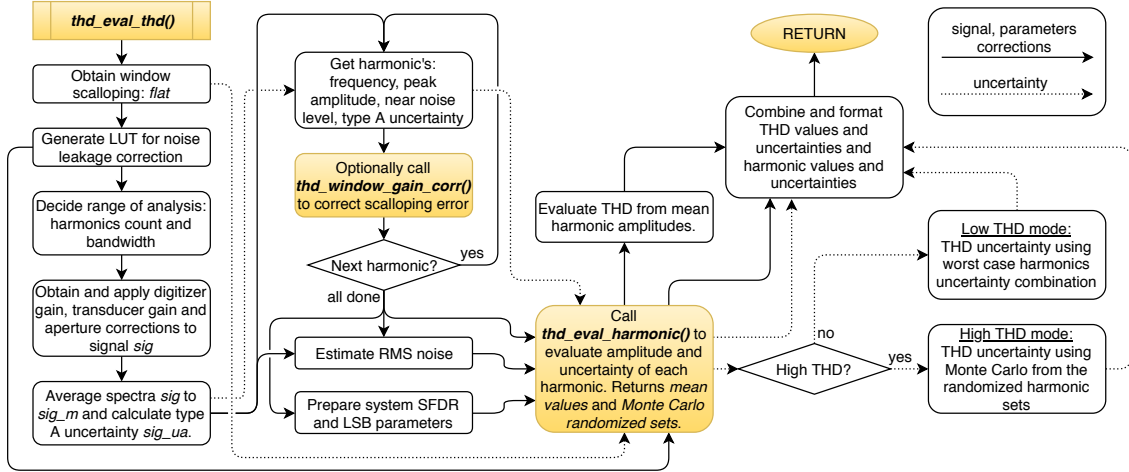 thd_eval_thd()
Obtain window
scalloping: flat
Generate LUT for noise
leakage correction
Decide range of analysis:
harmonics count and
bandwidth
Obtain and apply digitizer
gain, transducer gain and
aperture corrections to
signal sig
Average spectra sig to
sig_m and calculate type
A uncertainty sig_ua.
Get harmonic's:
frequency, peak
amplitude, near noise
level, type A uncertainty
Optionally call
thd_window_gain_corr()
to correct scalloping error
Next harmonic?
yes
all done
Estimate RMS noise
Prepare system SFDR
and LSB parameters
Evaluate THD from mean
harmonic amplitudes.
Call
thd_eval_harmonic() to
evaluate amplitude and
uncertainty of each
harmonic. Returns mean
values and Monte Carlo
randomized sets.
RETURN
Combine and format
THD values and
uncertainties and
harmonic values and
uncertainties
High THD?
no
yes
signal, parameters
corrections
uncertainty
Low THD mode:
THD uncertainty using
worst case harmonics
uncertainty combination
High THD mode:
THD uncertainty using
Monte Carlo from the
randomized harmonic
sets